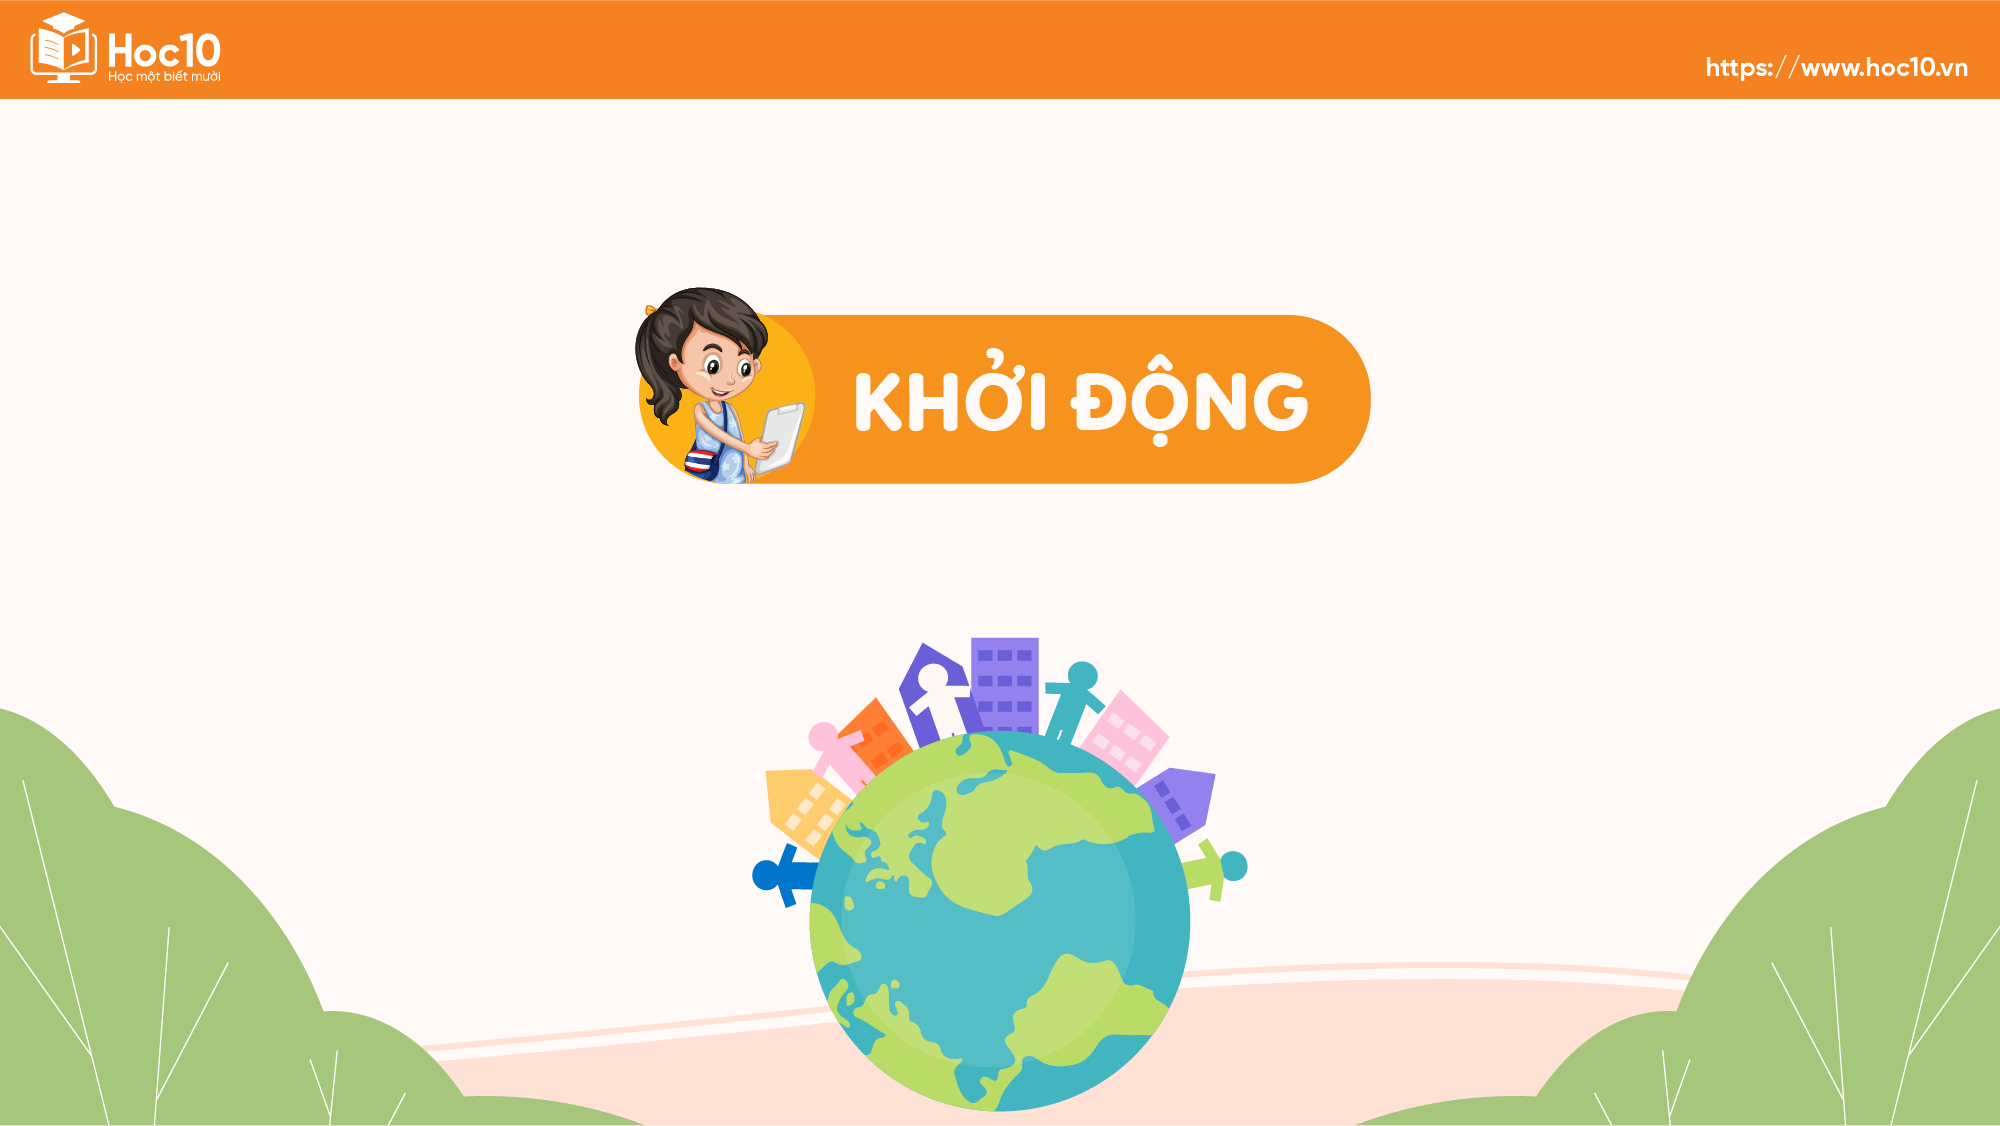 Hoc10
Học một biết mười
https://www.hoc10.vn
KHỞI ĐỘNG